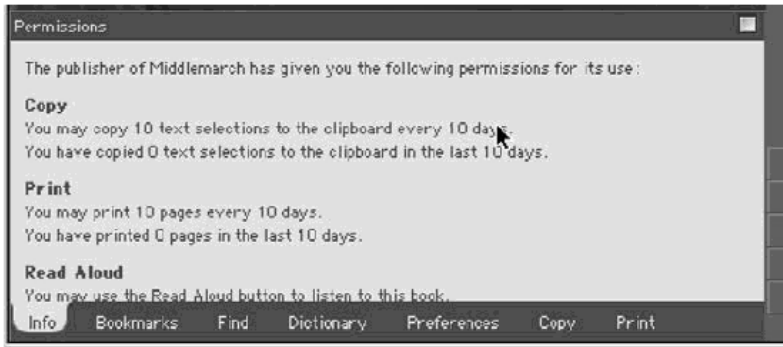 Permissions
The publisher of Middlemarch has given you the following permissions for its use:
Copy
You may copy 10 text selections to the clipboard every 10 days.
You have copied 0 text selections to the clipboard in the last 10 days.
Print
You may print 10 pages every 10 days.
You have printed 0 pages in the last 10 days.
Read Aloud
You may use the Read Aloud button to listen to this book.
Info Bookmarks Find Dictionary Preferences Copy Print